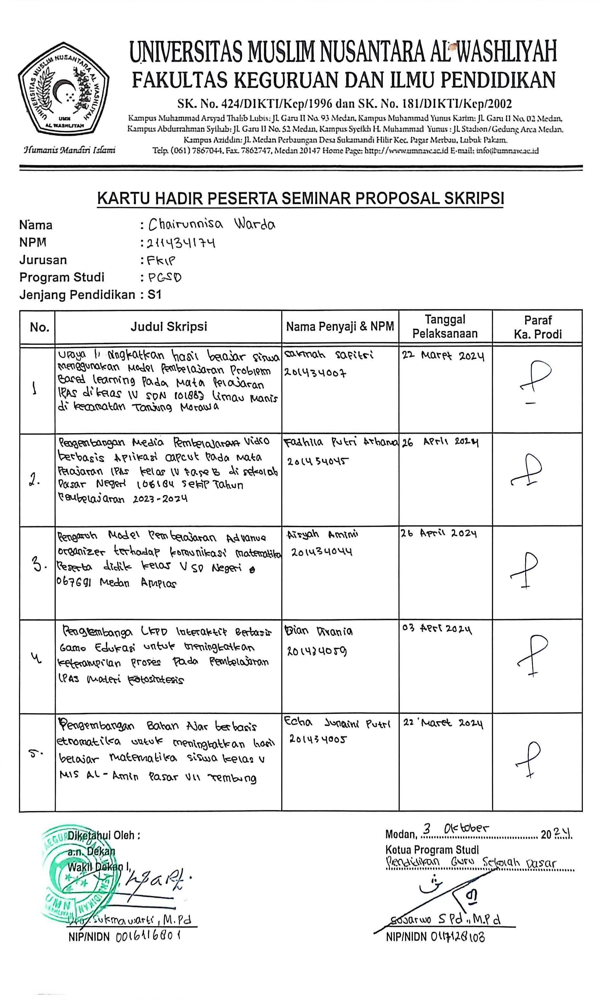 UNIVERSITAS MUSLIM NUSANTARA AL WASHLIYAH
FAKULTAS KEGURUAN DAN ILMU PENDIDIKAN
SK. No. 424/DIKTI/Kep/1996 dan SK. No. 181/DIKTI/Kep/2002
Kampus Muhammad Arsyad Thalib Lubis: Jl. Garu II No. 93 Medan, Kampus Muhammad Yunus Karim: Jl. Garu II No. 02 Medan,
Kampus Abdurrahman Syihab: Jl. Garu II No. 52 Medan, Kampus Syeikh H. Muhammad Yunus : Jl. Stadion/Gedung Arca Medan,
Kampus Aziddin: Jl. Medan Perbaungan Desa Sukamandi Hilir Kec. Pagar Merbau, Lubuk Pakam.
Telp. (061) 7867044, Fax. 7862747, Medan 20147 Home Page: http://www.umnaw.ac.id E-mail: info@umnaw.ac.id
UNIVERSITAS MUSLIM NUSANTARA AL WASHLIYAH
UMN
AL WASHLIYAH
Humanis Mandiri Islami
KARTU HADIR PESERTA SEMINAR PROPOSAL SKRIPSI
Nama : Chairunnisa Warda
NPM : 211434174
Jurusan : FKIP
Program Studi : PGSD
Jenjang Pendidikan : S1
No. Judul Skripsi Nama Penyaji & NPM Tanggal Pelaksanaan Paraf Ka. Prodi
1
Upaya ningkatkan hasil belajar siswa
menggunakan Model Pembelajaran Problem
Based learning Pada Mata Pelajaran
IPAS di kelas IV SDN 101883 Limau Manis
di kecamatan Tanjung Morawa
Sakmah Safitri
201434007
22 Maret 2024
2.
Pengembangan Media Pembelajaran Vidio
berbasis Aplikasi capcut Pada Mata
Pelajaran IPAS kelas IV Fase B di sekolah
Dasar Negeri 106184 Sekip Tahun
Pembelajaran 2023-2024
Fadhila Putri Arbana
201434045
26 April 2024
3.
Pengaruh Model Pembelajaran Advance
organizer terhadap komunikasi matematika
Peserta didik kelas V SD Negeri
067691 Medan Amplas
Aisyah Amini
201434044
26 April 2024
4
Pengembanga LKPD Interaktif Berbasis
Game Edukasi untuk meningkatkan
keterampilan proses Pada Pembelajaran
IPAS Materi Fotosintesis
Dian Divania
201434059
03 April 2024
5.
Pengembangan Bahan Ajar berbasis
etnomatika untuk meningkatkan hasil
belajar matematika siswa kelas V
MIS AL-Amin Pasar VII Tembung
Echa Junaini Putri
201434005
22 Maret 2024
Diketahui Oleh :
a.n. Dekan
Wakil Dekan I,
UMN
Sukmawarti, M.Pd
NIP/NIDN 0016116801
Medan, 3 Oktober 2024.
Ketua Program Studi
Pendidikan Guru Sekolah Dasar
Sujarwo S Pd., M.Pd
NIP/NIDN 0117128103